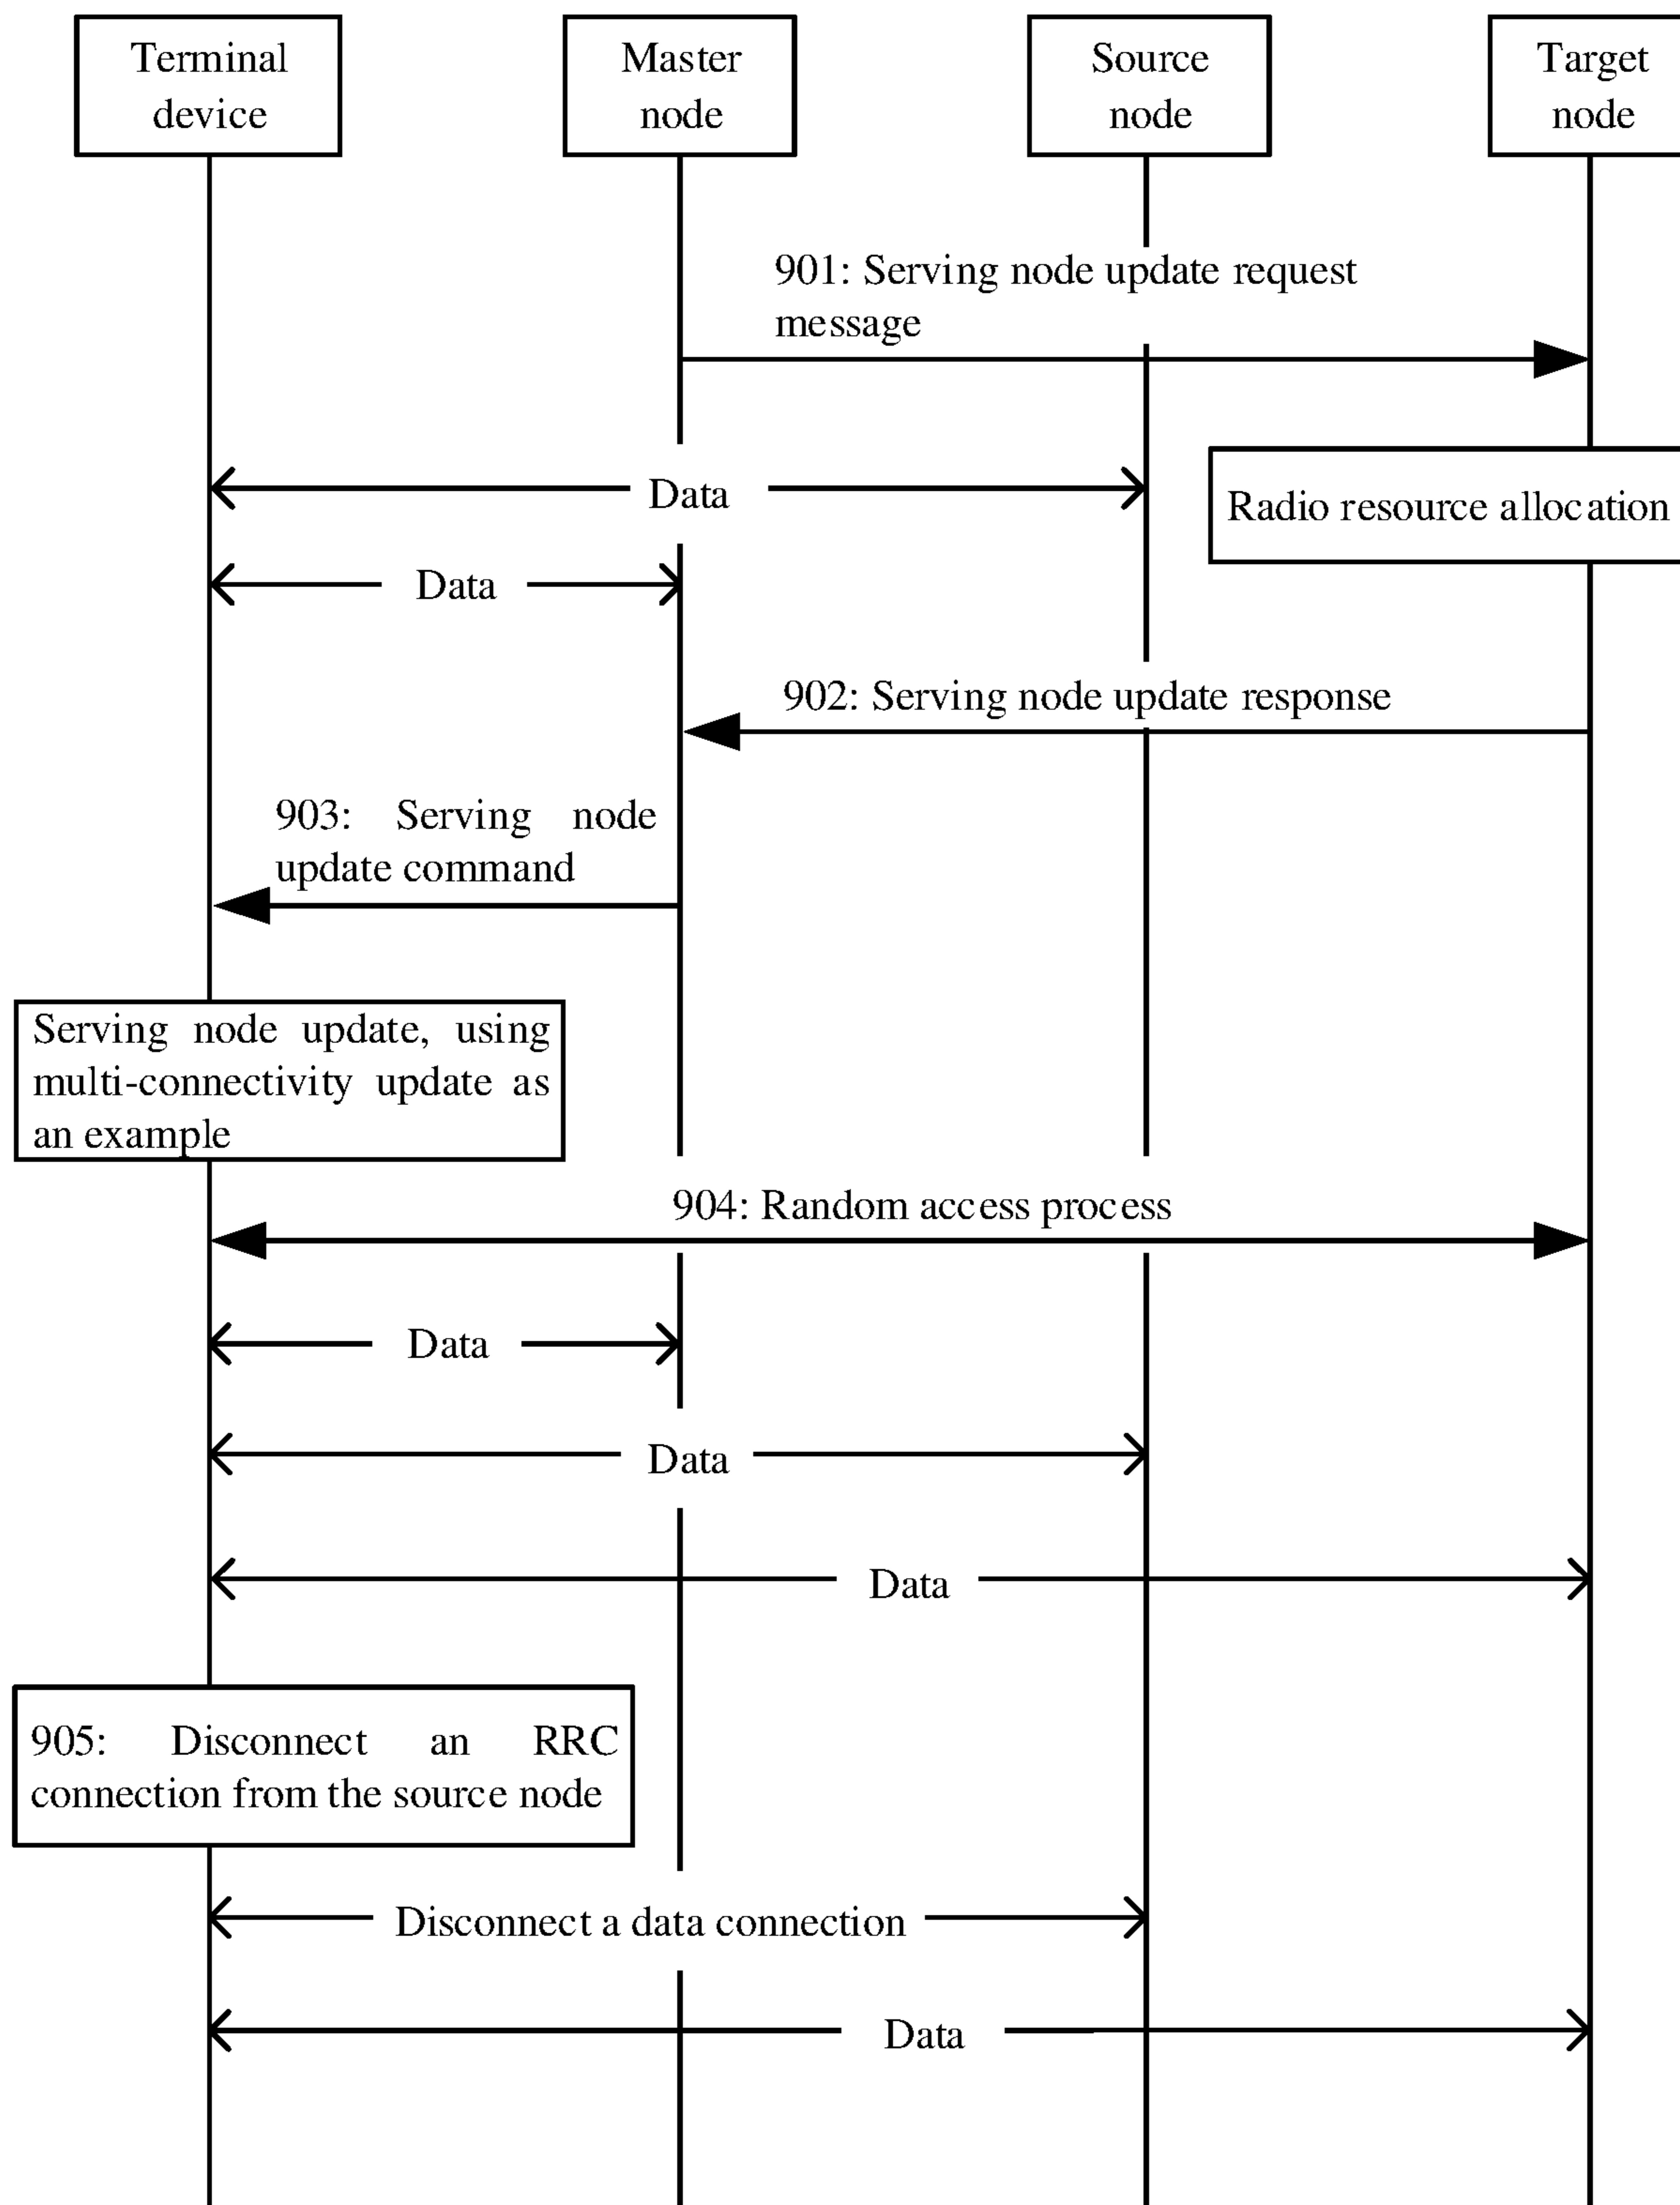 Terminal
device
Master
node
Source
node
Target
node
901: Serving node update request
message
Data
Radio resource allocation
Data
902: Serving node update response
903: Serving node
update command
Serving node update, using
multi-connectivity update as
an example
904: Random access process
Data
Data
Data
905: Disconnect an RRC
connection from the source node
Disconnect a data connection
Data